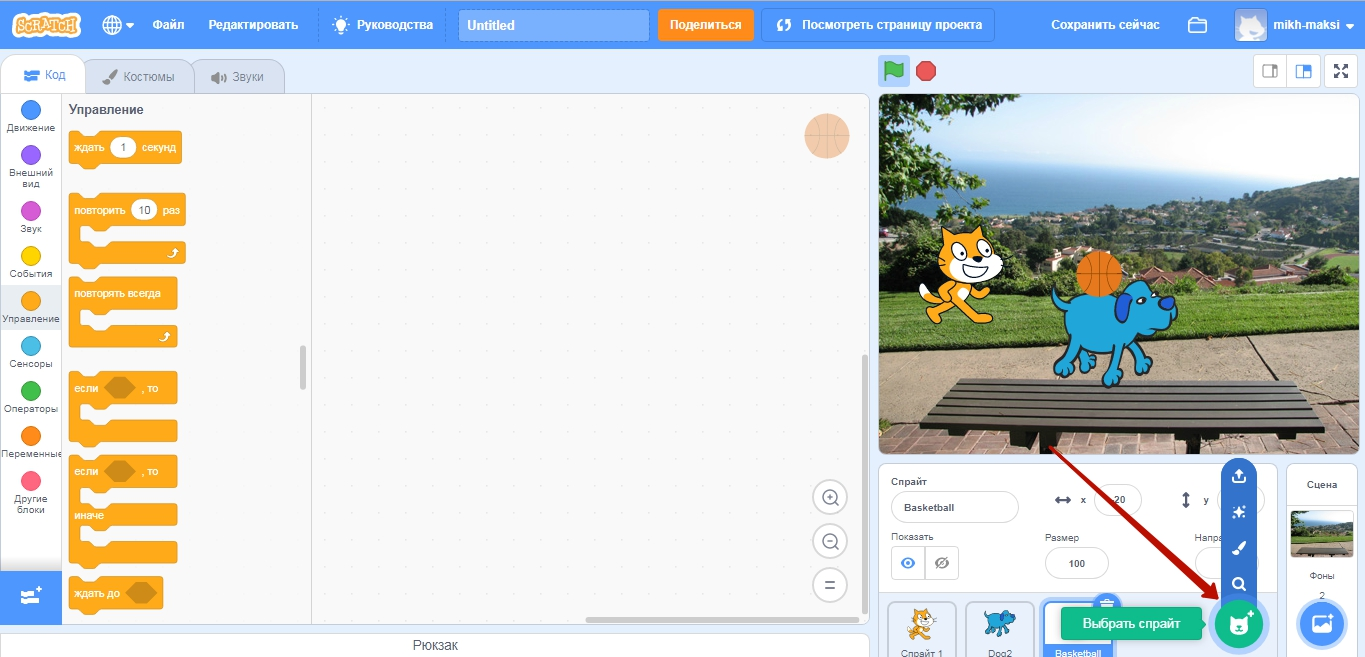 SCRATCH
Файл
Редактировать
Руководства
Untitled
Поделиться
Посмотреть страницу проекта
Сохранить сейчас
mikh-maksi
Код
Костюмы
Звуки
Движение
Внешний
вид
Звук
События
Управление
Сенсоры
Операторы
Переменные
Другие
блоки
Управление
ждать 1 секунд
повторить 10 раз
повторять всегда
если , то
если , то
иначе
ждать до
Рюкзак
Спрайт
Basketball
x
20
y
Показать
Размер
100
Напра
Спрайт 1
Dog2
Basketball
Выбрать спрайт
Сцена
Фоны
2